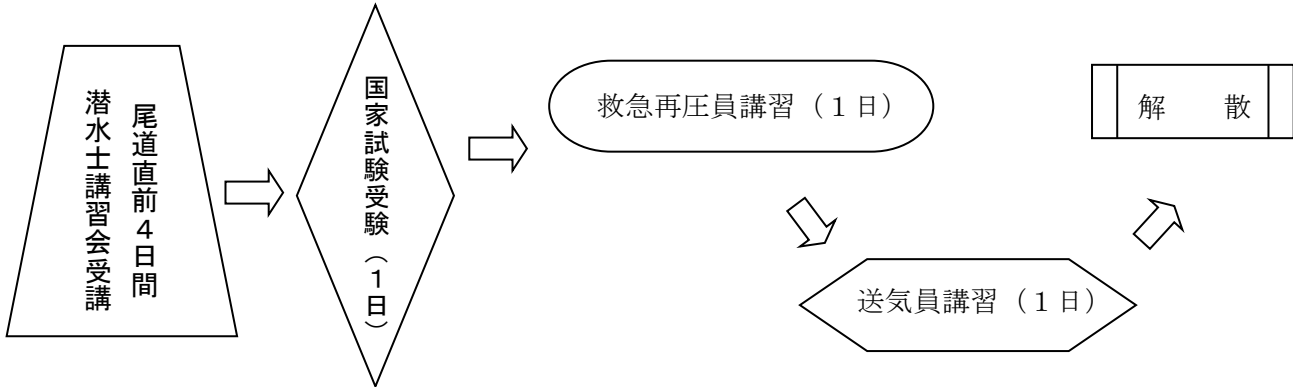 尾道直前４日間
潜水士講習会受講
国家試験受験（１日）
救急再圧員講習（１日）
送気員講習（１日）
解　　散